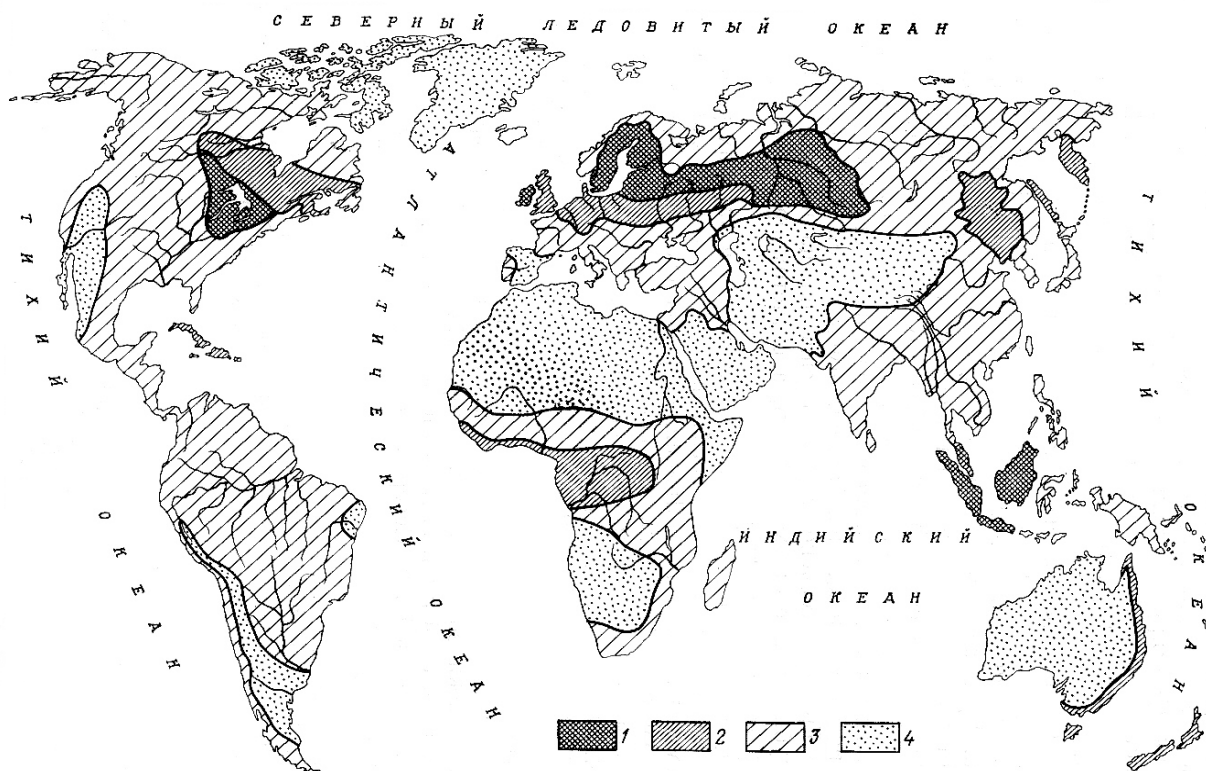 СЕВЕРНЫЙ ЛЕДОВИТЫЙ ОКЕАН
ТИХИЙ
ОКЕАН
АТЛАНТИЧЕСКИЙ ОКЕАН
ИНДИЙСКИЙ
ОКЕАН
ТИХИЙ
ОКЕАН
1 2 3 4